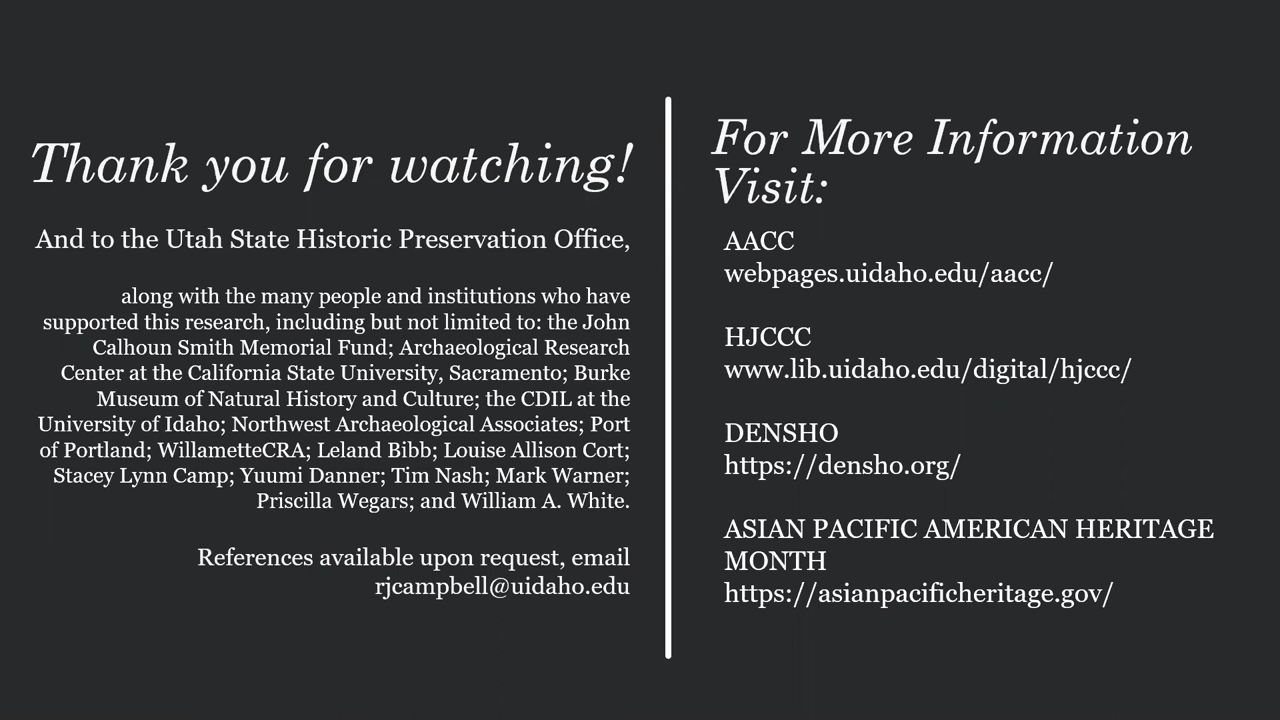 Thank you for watching!
And to the Utah State Historic Preservation Office,
along with the many people and institutions who have
supported this research, including but not limited to: the John
Calhoun Smith Memorial Fund; Archaeological Research
Center at the California State University, Sacramento; Burke
Museum of Natural History and Culture; the CDIL at the
University of Idaho; Northwest Archaeological Associates; Port
of Portland; WillametteCRA; Leland Bibb; Louise Allison Cort;
Stacey Lynn Camp; Yuumi Danner; Tim Nash; Mark Warner;
Priscilla Wegars; and William A. White.
References available upon request, email
rjcampbell@uidaho.edu
For More Information
Visit:
AACC
webpages.uidaho.edu/aacc/
HJCCC
www.lib.uidaho.edu/digital/hjccc/
DENSHO
https://densho.org/
ASIAN PACIFIC AMERICAN HERITAGE
MONTH
https://asianpacificheritage.gov/